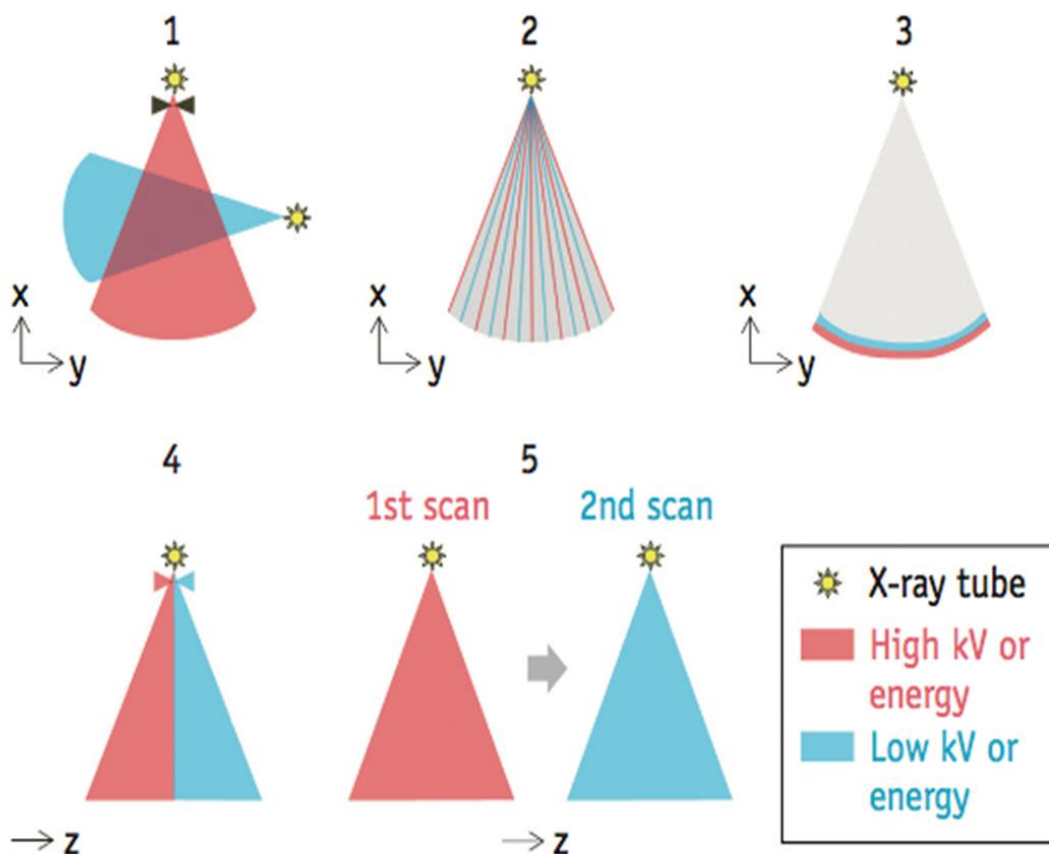 1
2
3
x
y
x
y
x
y
4
5
1st scan
2nd scan
z
z
X-ray tube
High kV or
energy
Low kV or
energy